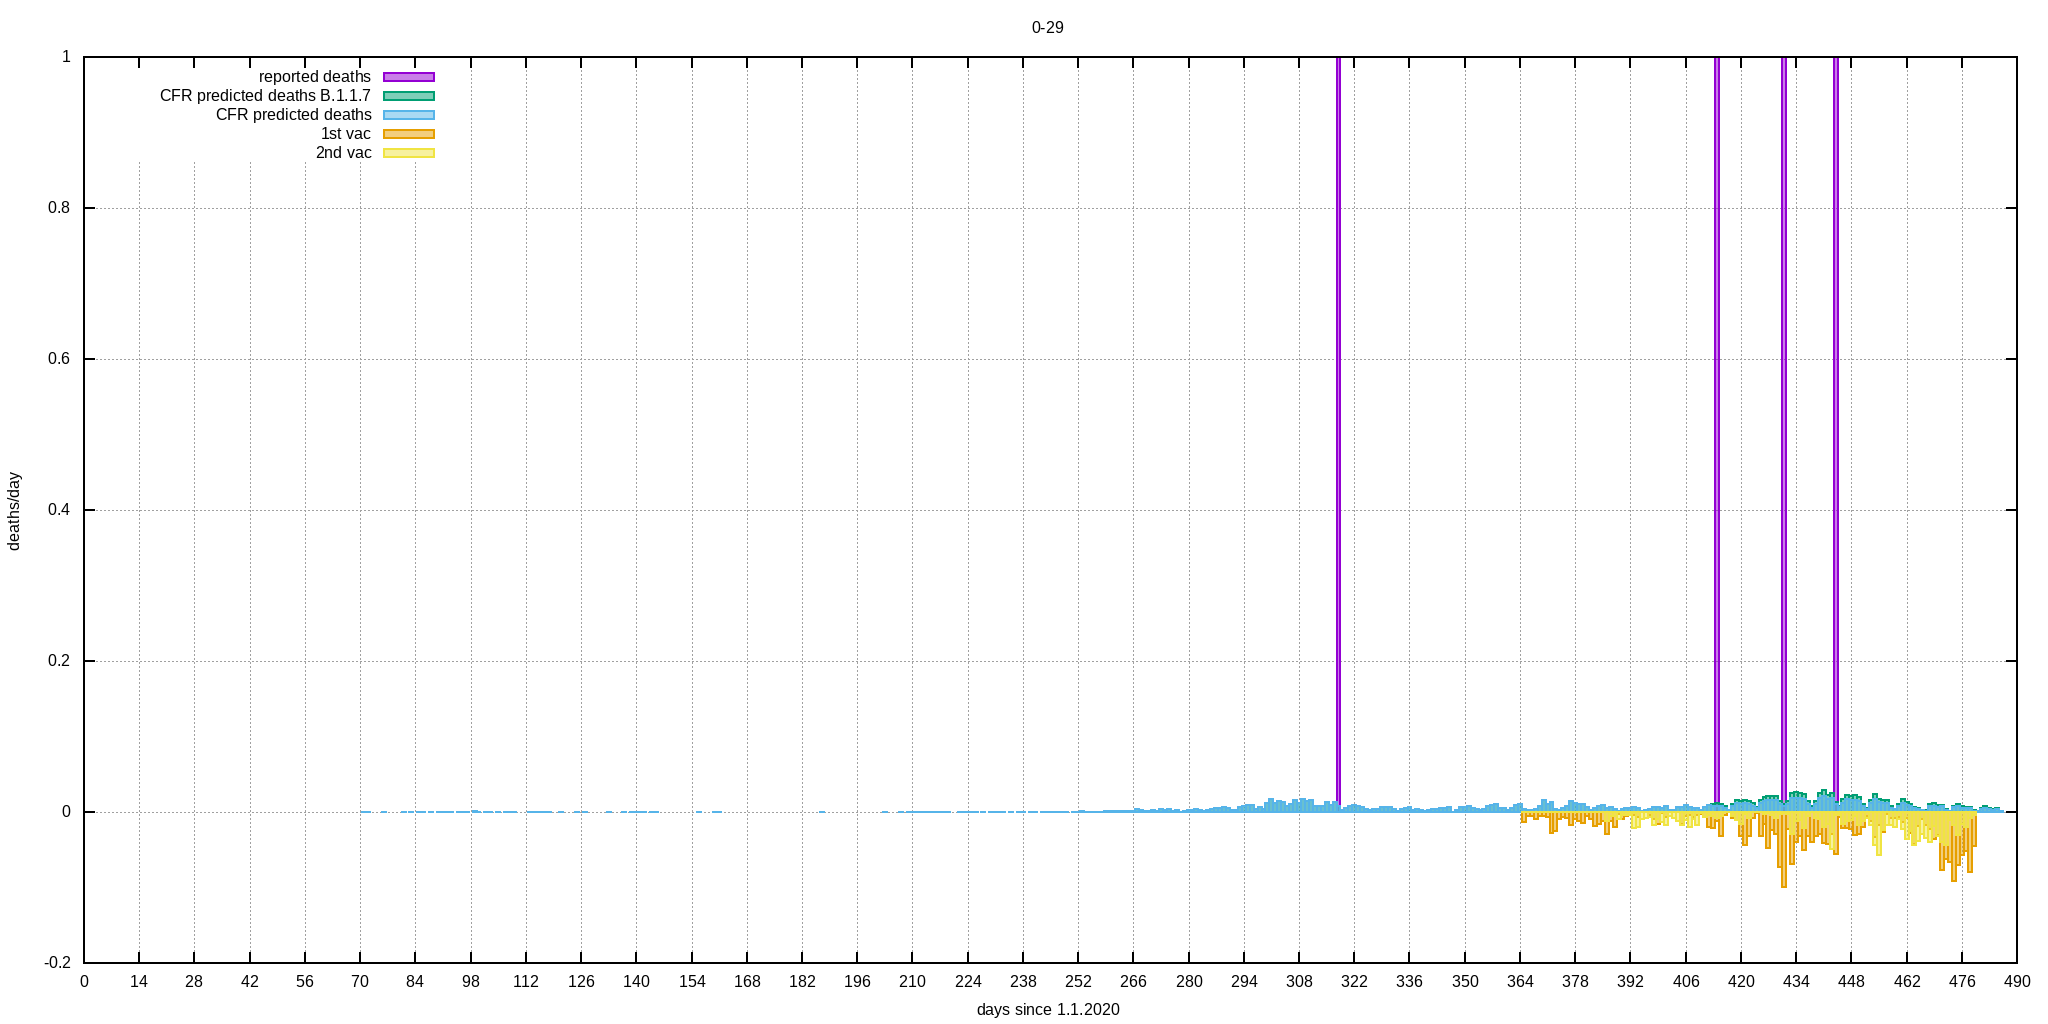 0-29
1
reported deaths
CFR predicted deaths B.1.1.7
CFR predicted deaths
1st vac
2nd vac
0.8
0.6
deaths/day
0.4
0.2
0
-0.2
0 14 28 42 56 70 84 98 112 126 140 154 168 182 196 210 224 238 252 266 280 294 308 322 336 350 364 378 392 406 420 434 448 462 476 490
days since 1.1.2020